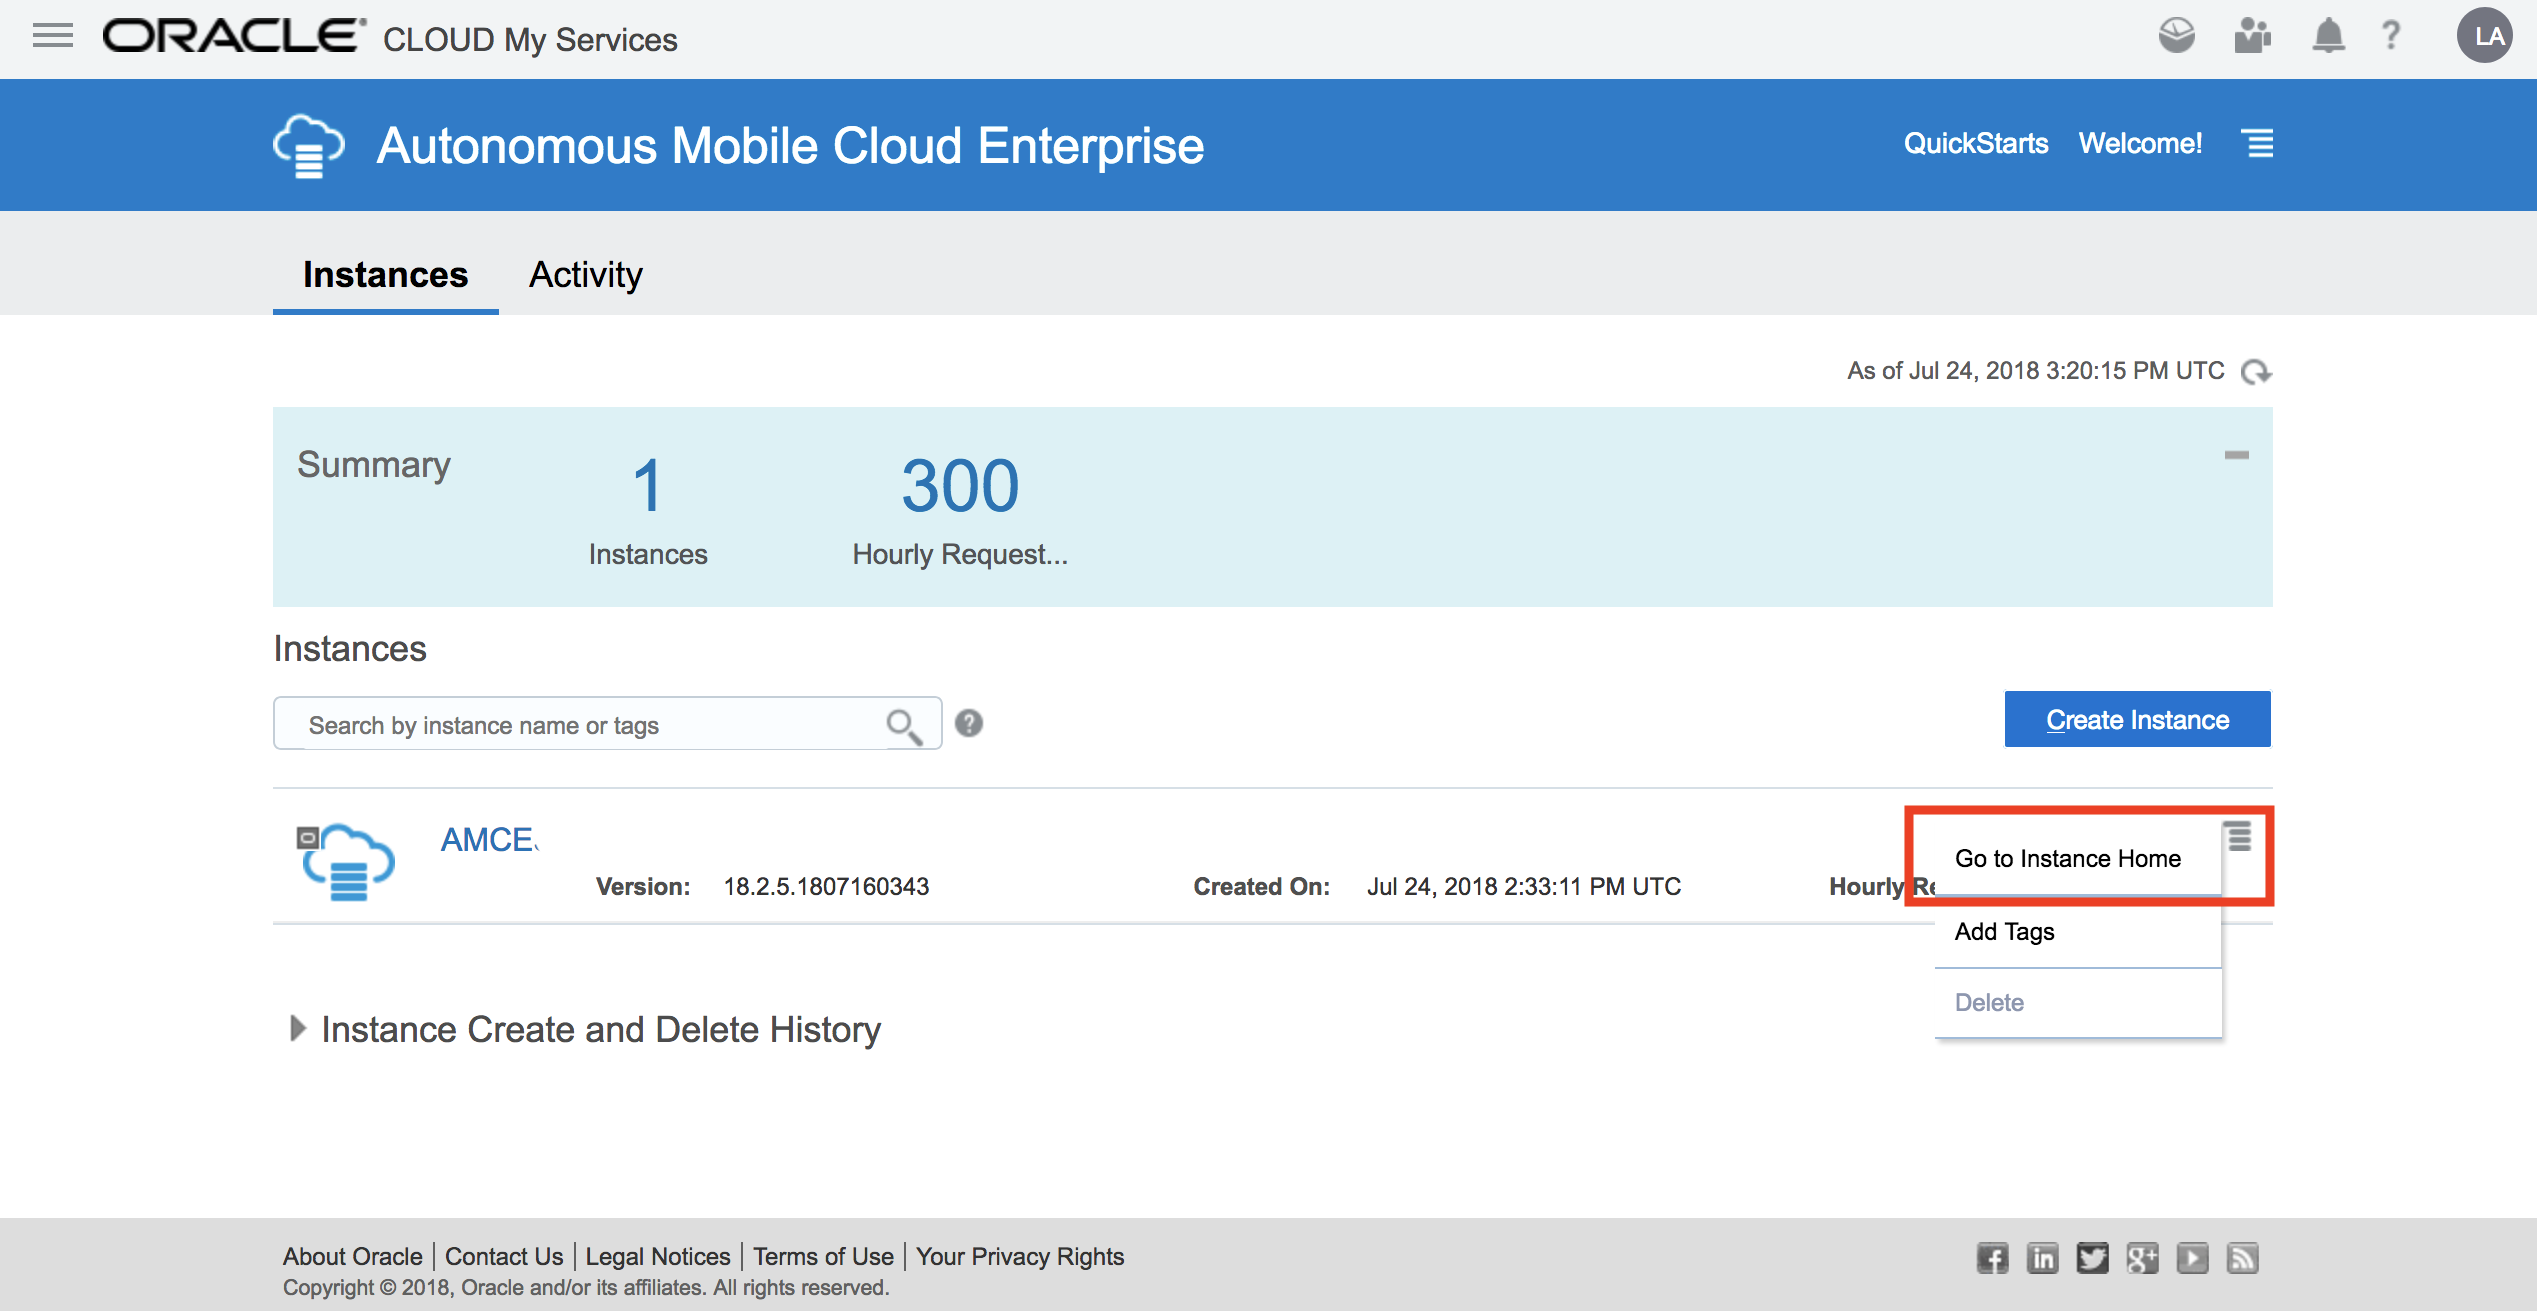 ORACLE® CLOUD My Services
? LA
Autonomous Mobile Cloud Enterprise
QuickStarts Welcome!
Instances Activity
As of Jul 24, 2018 3:20:15 PM UTC
Summary
1 300
Instances Hourly Request...
Instances
Search by instance name or tags ?
Create Instance
AMCE
Go to Instance Home
Version: 18.2.5.1807160343 Created On: Jul 24, 2018 2:33:11 PM UTC Hourly Re
Add Tags
Delete
Instance Create and Delete History
About Oracle | Contact Us | Legal Notices | Terms of Use | Your Privacy Rights
Copyright © 2018, Oracle and/or its affiliates. All rights reserved.